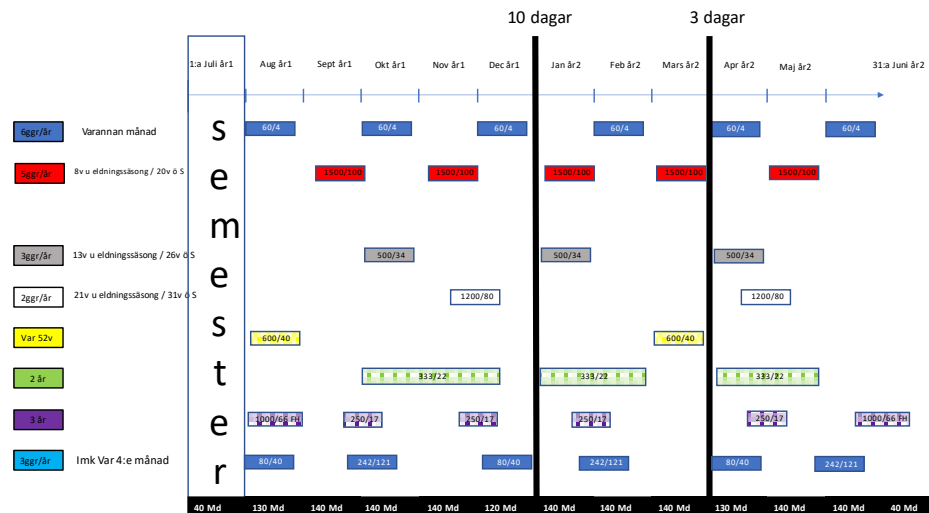 10 dagar 3 dagar
1:a Juli år1 Aug år1 Sept år1 Okt år1 Nov år1 Dec år1 Jan år2 Feb år2 Mars år2 Apr år2 Maj år2 31:a Juni år2
semester
6ggr/år Varannan månad 60/4 60/4 60/4 60/4 60/4 60/4
5ggr/år 8v u eldningssäsong / 20v ö S 1500/100 1500/100 1500/100 1500/100 1500/100
3ggr/år 13v u eldningssäsong / 26v ö S 500/34 500/34 500/34
2ggr/år 21v u eldningssäsong / 31v ö S 1200/80 1200/80
Var 52v 600/40 600/40
2 år 333/22 333/22 333/22
3 år 1000/66 FH 250/17 250/17 250/17 250/17 1000/66 FH
3ggr/år Imk Var 4:e månad 80/40 242/121 80/40 242/121 80/40 242/121
40 Md 130 Md 140 Md 140 Md 140 Md 120 Md 140 Md 140 Md 140 Md 130 Md 140 Md 140 Md 40 Md